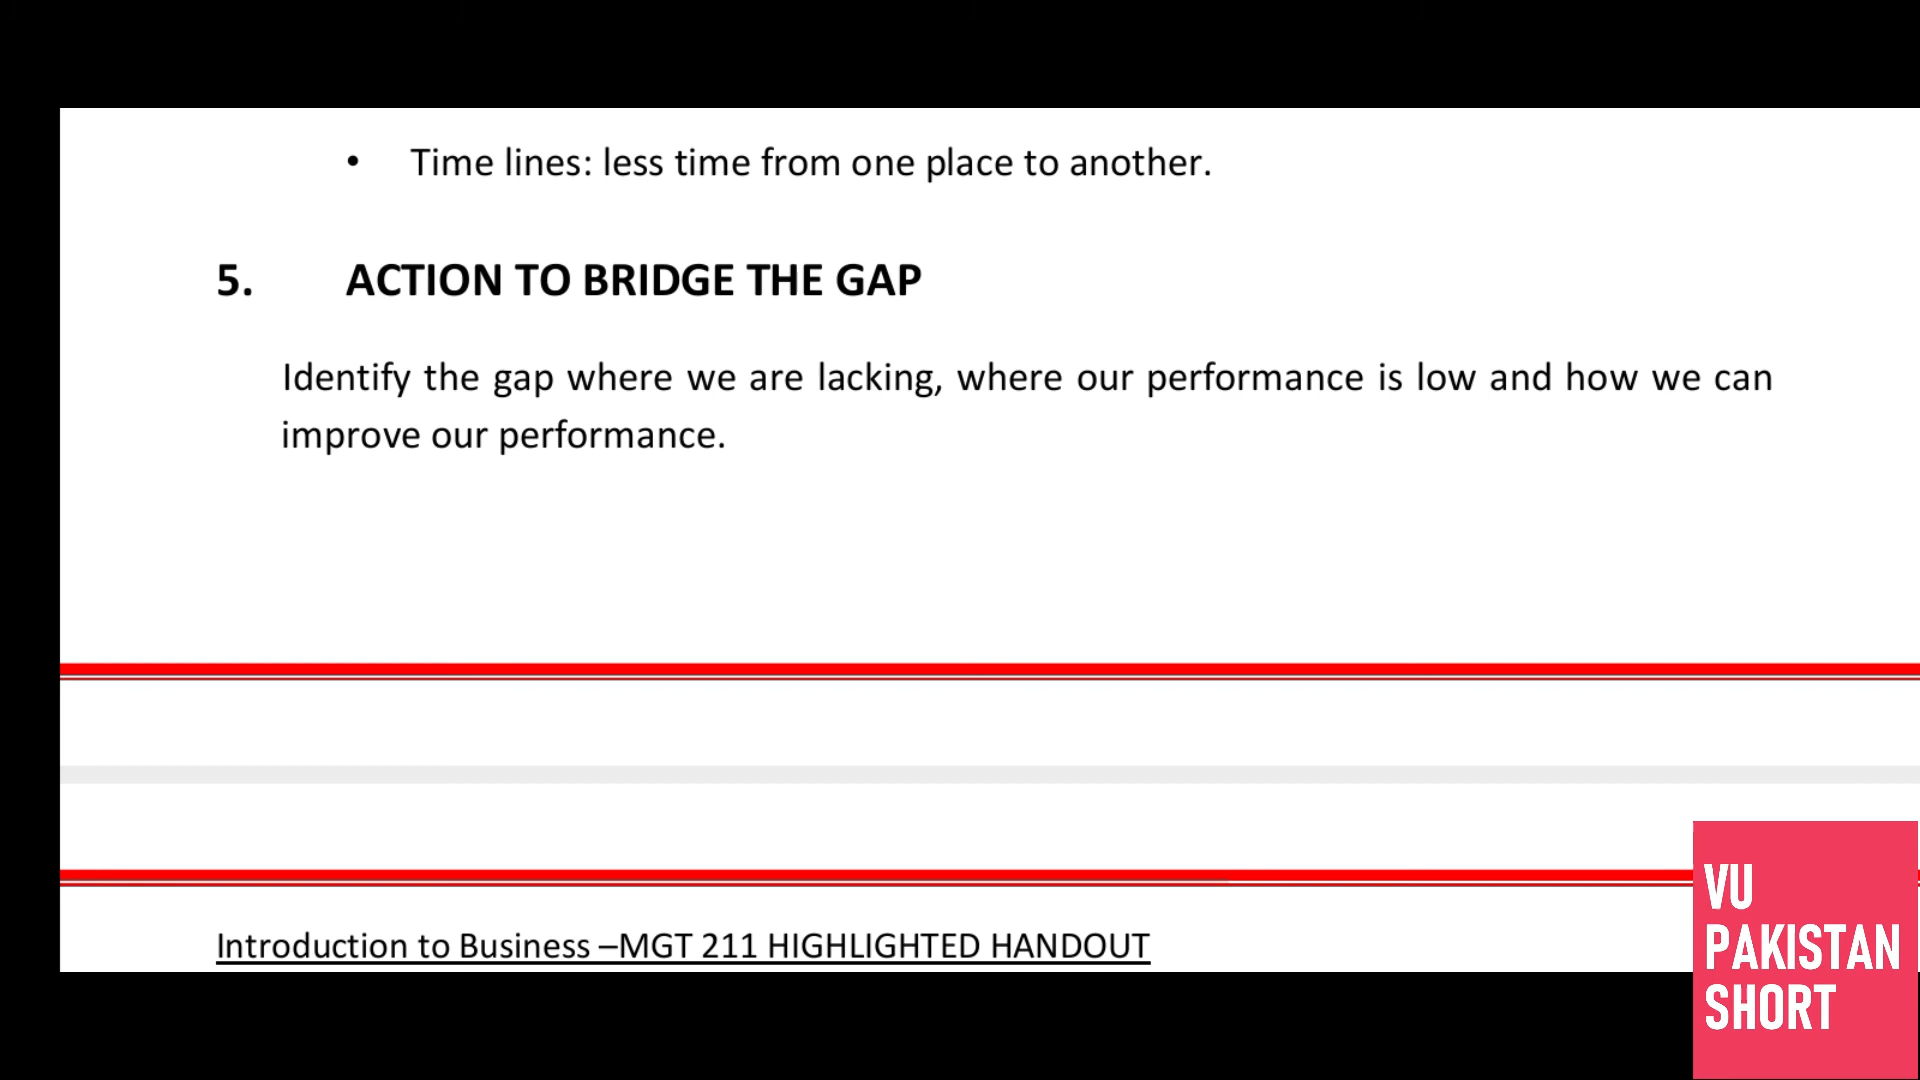 • Time lines: less time from one place to another.
5. ACTION TO BRIDGE THE GAP
Identify the gap where we are lacking, where our performance is low and how we can
improve our performance.
Introduction to Business –MGT 211 HIGHLIGHTED HANDOUT
VU
PAKISTAN
SHORT